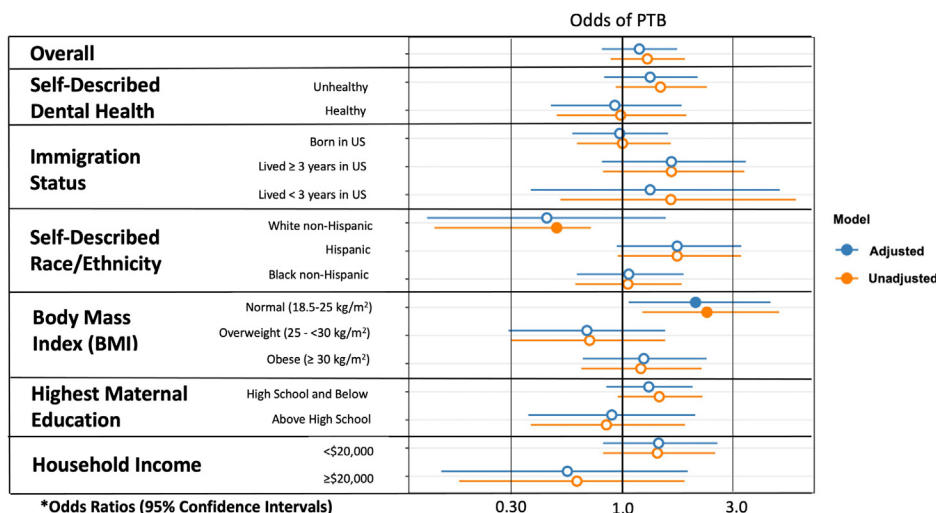 Odds of PTB
Overall
Self-Described
Dental Health
Unhealthy
Healthy
Immigration
Status
Born in US
Lived ≥ 3 years in US
Lived < 3 years in US
Self-Described
Race/Ethnicity
White non-Hispanic
Hispanic
Black non-Hispanic
Body Mass
Index (BMI)
Normal (18.5-25 kg/m²)
Overweight (25 - <30 kg/m²)
Obese (≥ 30 kg/m²)
Highest Maternal
Education
High School and Below
Above High School
Household Income
<$20,000
≥$20,000
*Odds Ratios (95% Confidence Intervals)
0.30 1.0 3.0
Model
Adjusted
Unadjusted